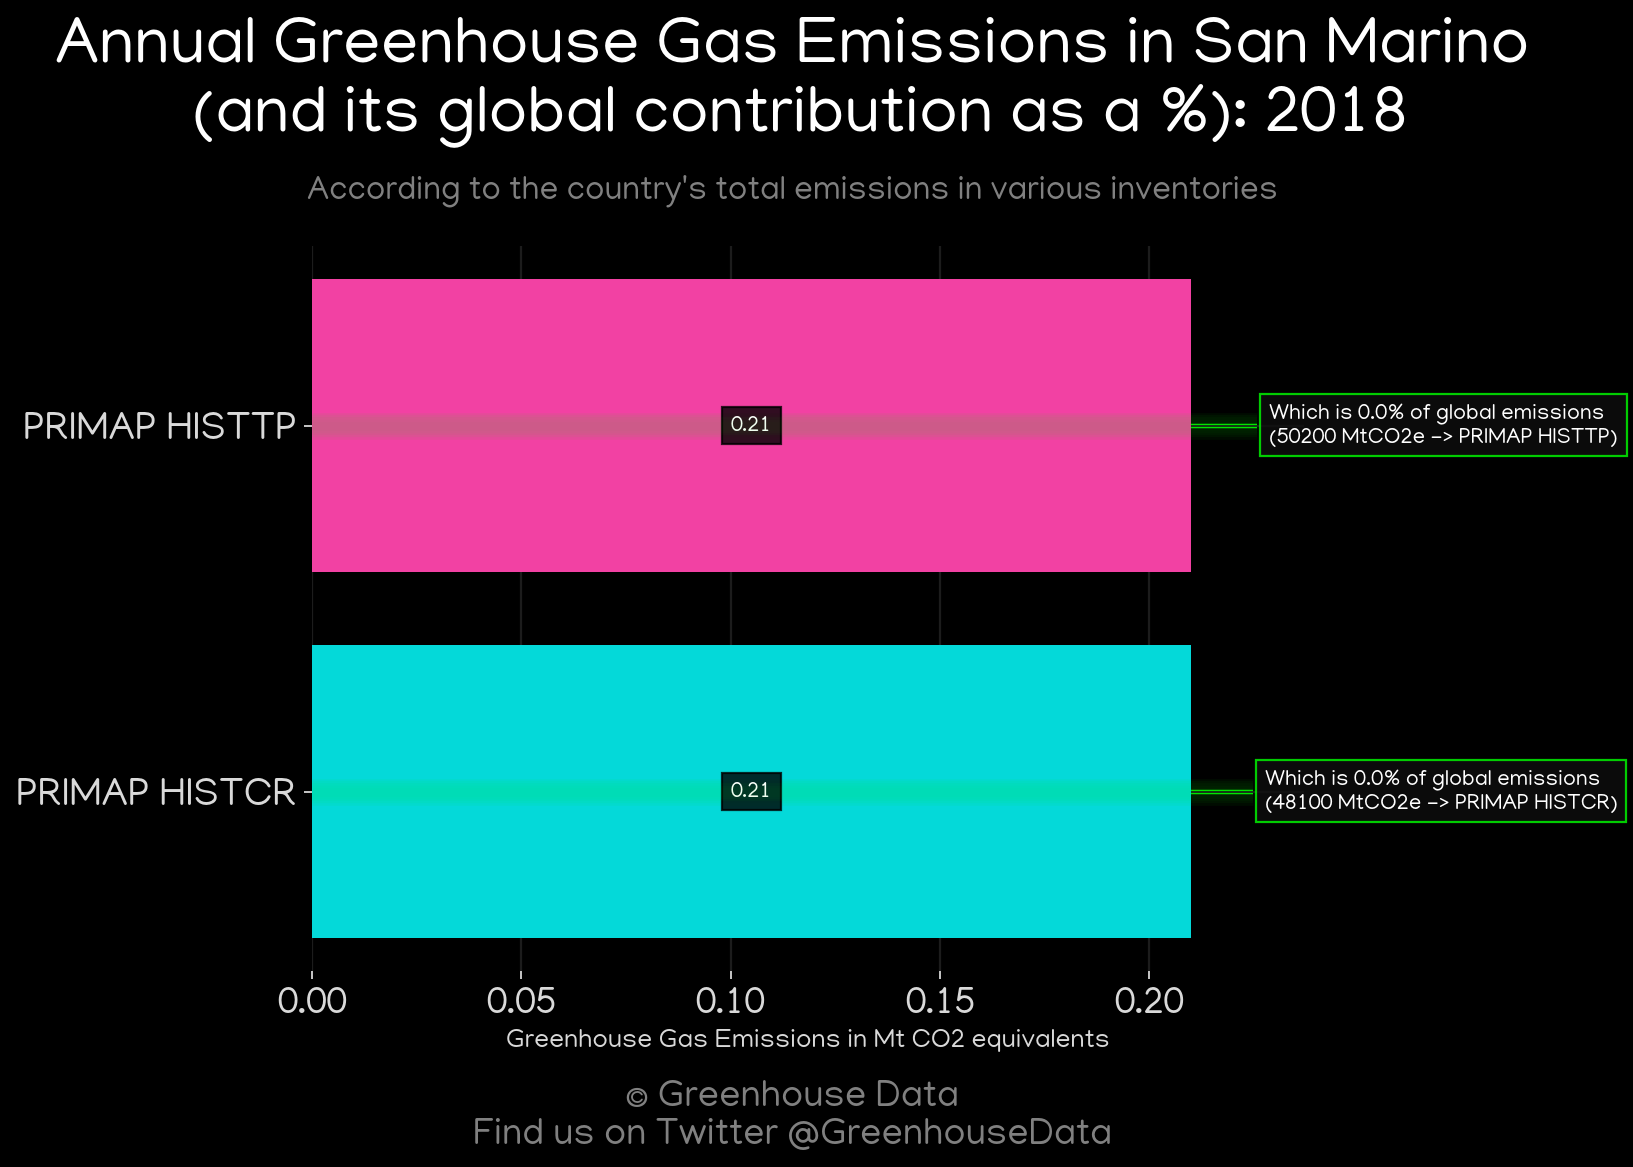 Annual Greenhouse Gas Emissions in San Marino
(and its global contribution as a %): 2018
According to the country's total emissions in various inventories
PRIMAP HISTTP
0.21
Which is 0.0% of global emissions
(50200 MtCO2e -> PRIMAP HISTTP)
PRIMAP HISTCR
0.21
Which is 0.0% of global emissions
(48100 MtCO2e -> PRIMAP HISTCR)
0.00 0.05 0.10 0.15 0.20
Greenhouse Gas Emissions in Mt CO2 equivalents
© Greenhouse Data
Find us on Twitter @GreenhouseData